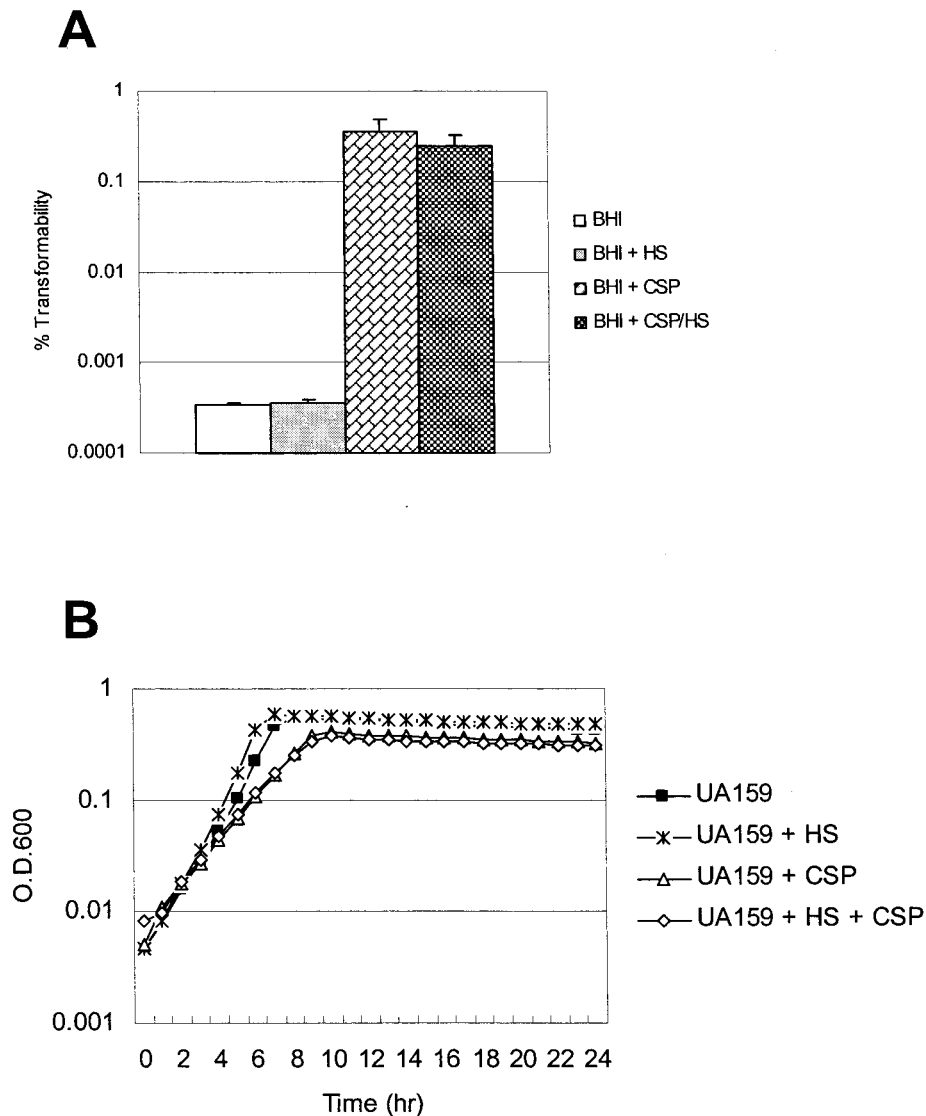 A
1
0.1
0.01
0.001
0.0001
% Transformability
BHI
BHI + HS
BHI + CSP
BHI + CSP/HS
B
1
0.1
0.01
0.001
O.D.600
0 2 4 6 8 10 12 14 16 18 20 22 24
Time (hr)
UA159
UA159 + HS
UA159 + CSP
UA159 + HS + CSP